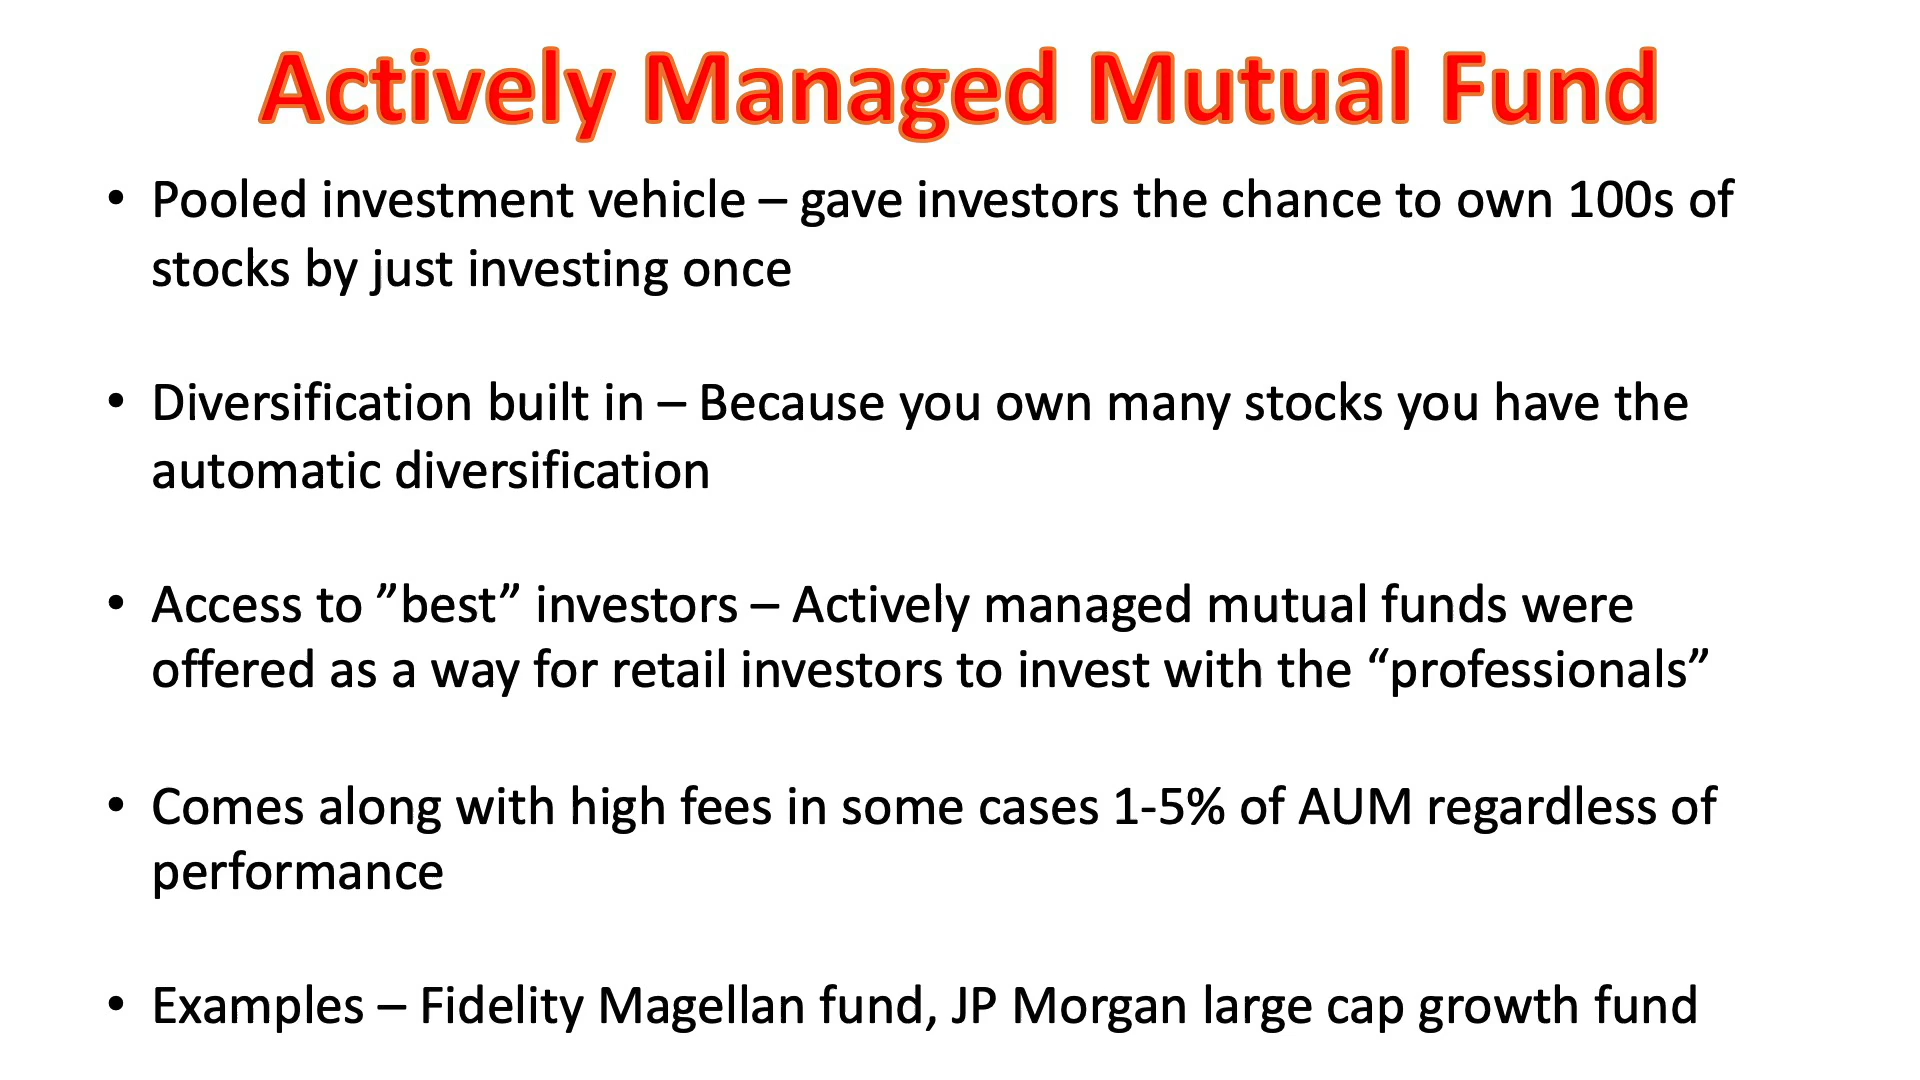 Actively Managed Mutual Fund
• Pooled investment vehicle – gave investors the chance to own 100s of
stocks by just investing once
• Diversification built in – Because you own many stocks you have the
automatic diversification
• Access to ”best” investors – Actively managed mutual funds were
offered as a way for retail investors to invest with the “professionals”
• Comes along with high fees in some cases 1-5% of AUM regardless of
performance
• Examples – Fidelity Magellan fund, JP Morgan large cap growth fund